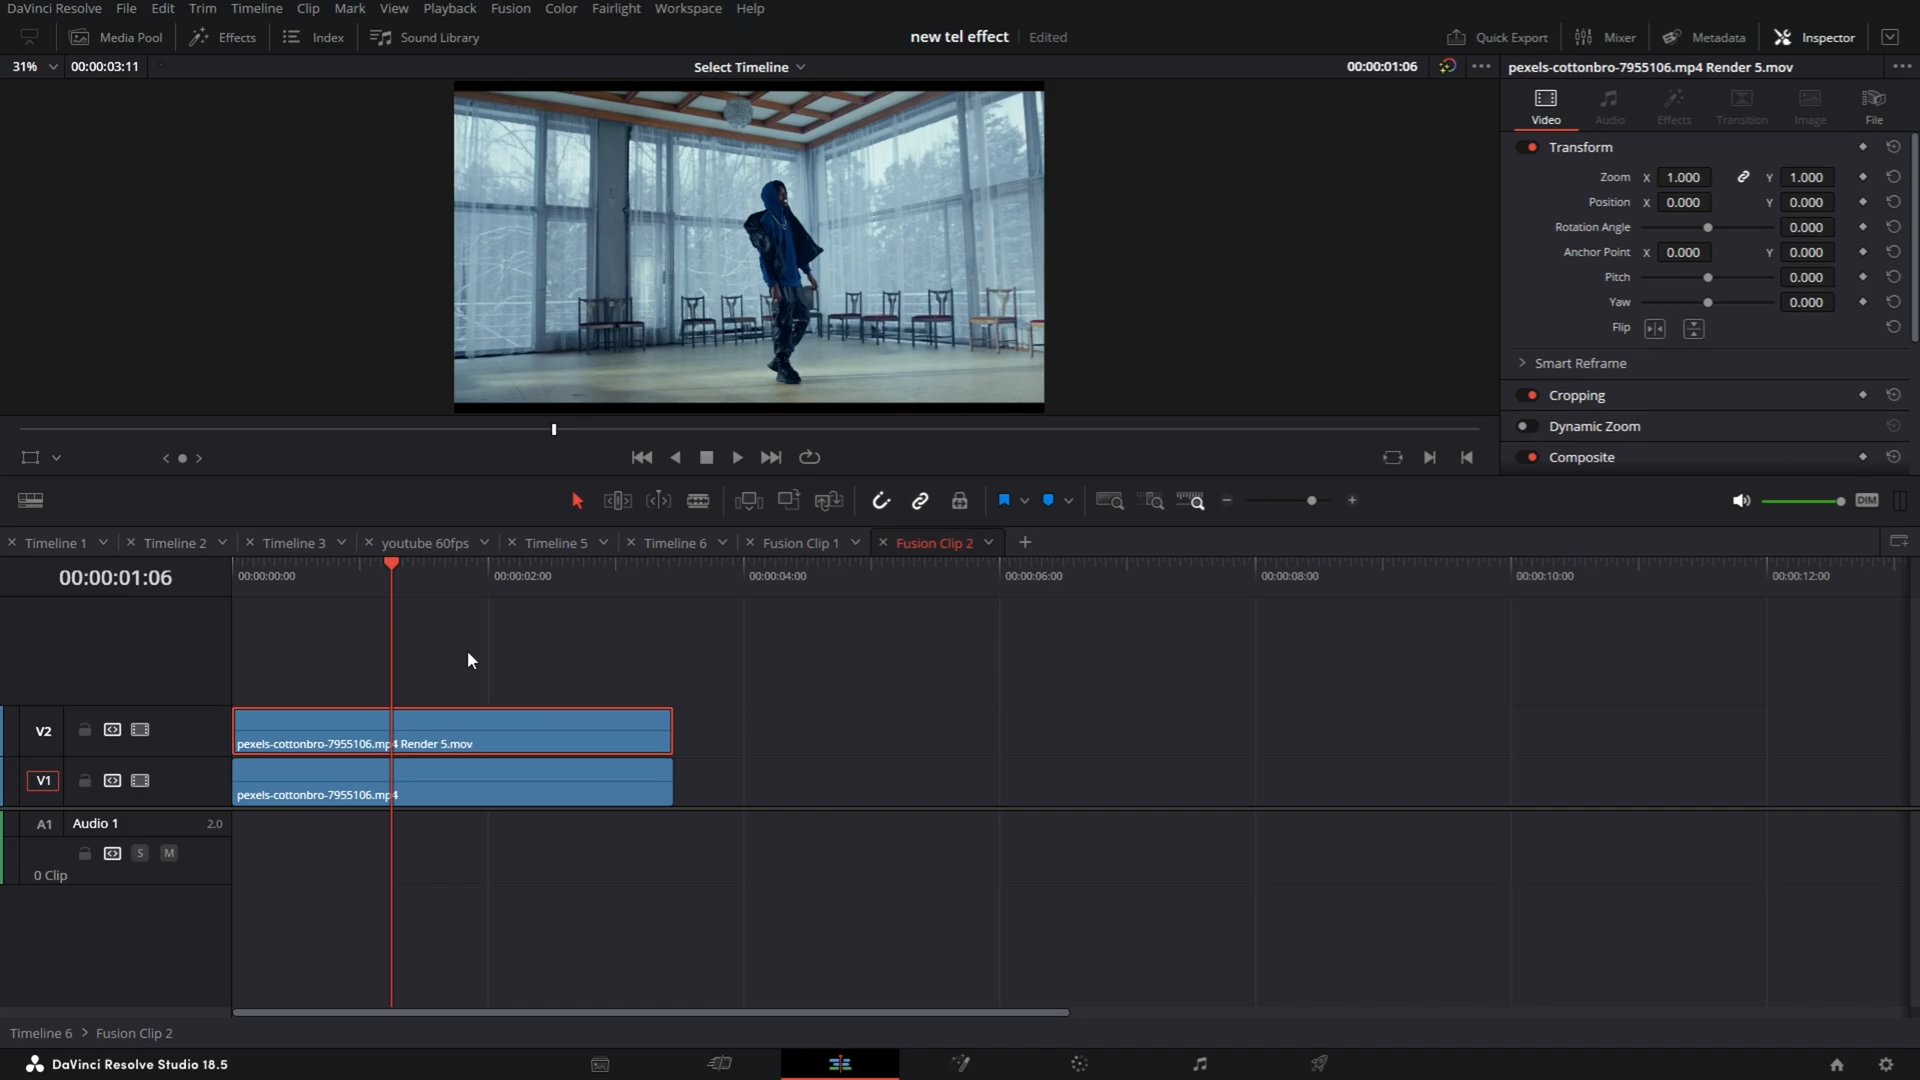 DaVinci Resolve File Edit Trim Timeline Clip Mark View Playback Fusion Color Fairlight Workspace Help
Media Pool Effects Index Sound Library new tel effect Edited Quick Export Mixer Metadata Inspector
31% 00:00:03:11 Select Timeline 00:00:01:06 pexels-cottonbro-7955106.mp4 Render 5.mov
Video Audio Effects Transition Image File
Transform
Zoom X 1.000 Y 1.000
Position X 0.000 Y 0.000
Rotation Angle 0.000
Anchor Point X 0.000 Y 0.000
Pitch 0.000
Yaw 0.000
Flip
Smart Reframe
Cropping
Dynamic Zoom
Composite
DIM
Timeline 1 Timeline 2 Timeline 3 youtube 60fps Timeline 5 Timeline 6 Fusion Clip 1 Fusion Clip 2
00:00:01:06 00:00:00:00 00:00:02:00 00:00:04:00 00:00:06:00 00:00:08:00 00:00:10:00 00:00:12:00
V2 pexels-cottonbro-7955106.mp4 Render 5.mov
V1 pexels-cottonbro-7955106.mp4
A1 Audio 1 2.0
S M
0 Clip
Timeline 6 > Fusion Clip 2
DaVinci Resolve Studio 18.5